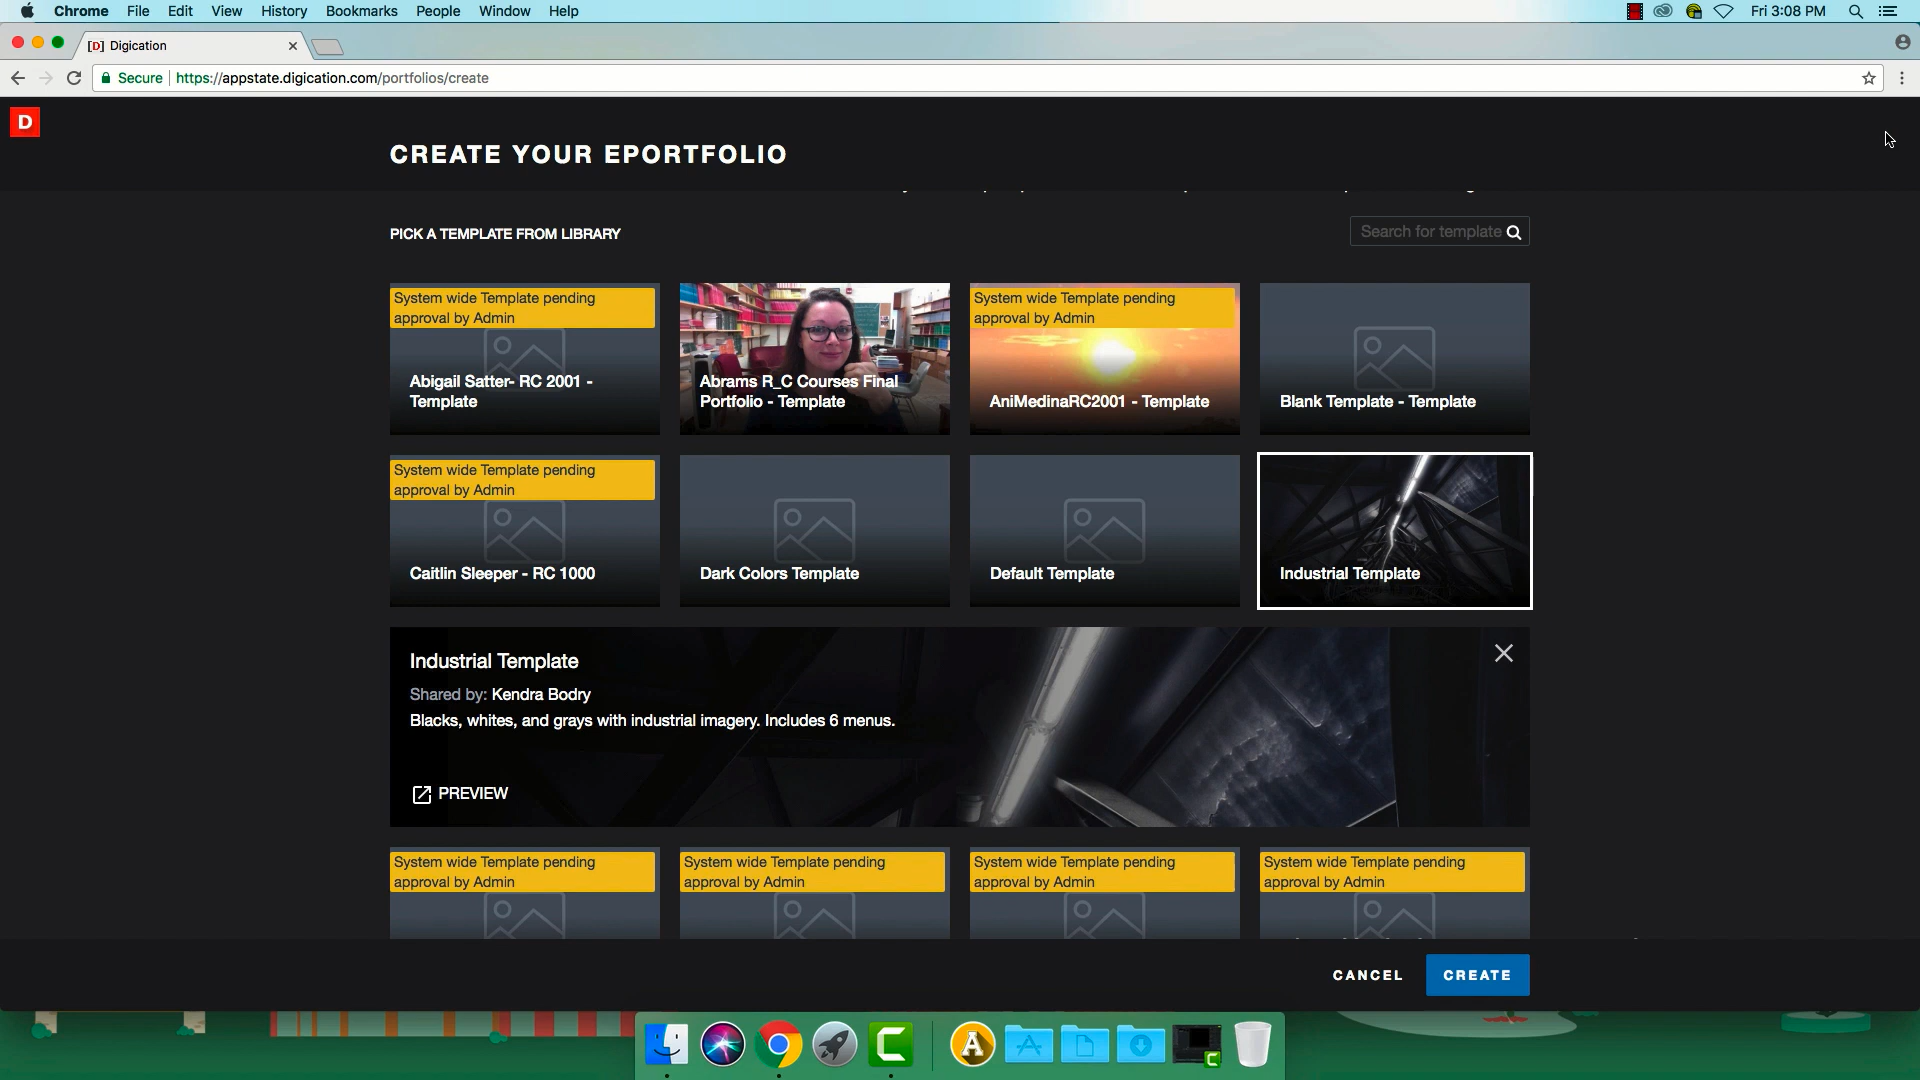 Chrome File Edit View History Bookmarks People Window Help
Fri 3:08 PM
[D] Digication
Secure https://appstate.digication.com/portfolios/create
D
CREATE YOUR EPORTFOLIO
PICK A TEMPLATE FROM LIBRARY
Search for template
System wide Template pending
approval by Admin
Abigail Satter- RC 2001 -
Template
Abrams R_C Courses Final
Portfolio - Template
System wide Template pending
approval by Admin
AniMedinaRC2001 - Template
Blank Template - Template
System wide Template pending
approval by Admin
Caitlin Sleeper - RC 1000
Dark Colors Template
Default Template
Industrial Template
Industrial Template
Shared by: Kendra Bodry
Blacks, whites, and grays with industrial imagery. Includes 6 menus.
PREVIEW
System wide Template pending
approval by Admin
System wide Template pending
approval by Admin
System wide Template pending
approval by Admin
System wide Template pending
approval by Admin
CANCEL
CREATE